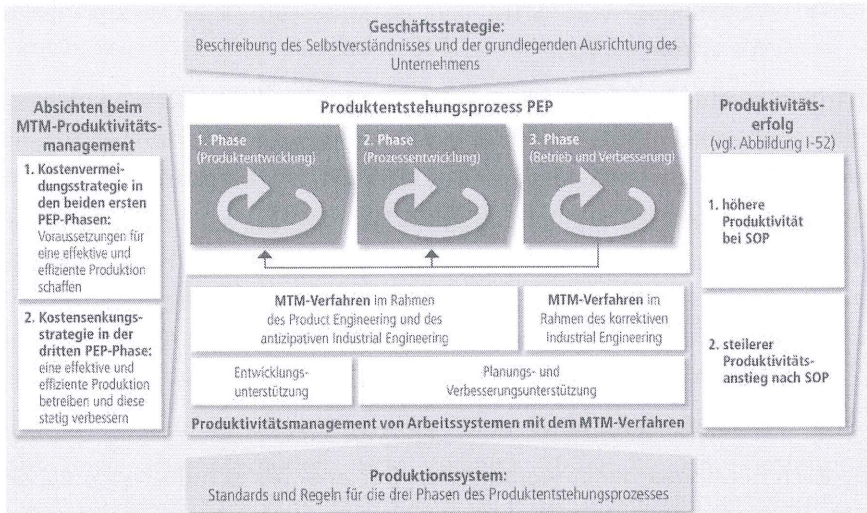 Geschäftsstrategie:
Beschreibung des Selbstverständnisses und der grundlegenden Ausrichtung des
Unternehmens
Absichten beim
MTM-Produktivitäts-
management
1. Kostenvermei-
dungsstrategie in
den beiden ersten
PEP-Phasen:
Voraussetzungen für
eine effektive und
effiziente Produktion
schaffen
2. Kostensenkungs-
strategie in der
dritten PEP-Phase:
eine effektive und
effiziente Produktion
betreiben und diese
stetig verbessern
Produktentstehungsprozess PEP
1. Phase
(Produktentwicklung)
2. Phase
(Prozessentwicklung)
3. Phase
(Betrieb und Verbesserung)
MTM-Verfahren im Rahmen
des Product Engineering und des
antizipativen Industrial Engineering
MTM-Verfahren im
Rahmen des korrektiven
Industrial Engineering
Entwicklungs-
unterstützung
Planungs- und
Verbesserungsunterstützung
Produktivitätsmanagement von Arbeitssystemen mit dem MTM-Verfahren
Produktivitäts-
erfolg
(vgl. Abbildung I-52)
1. höhere
Produktivität
bei SOP
2. steilerer
Produktivitäts-
anstieg nach SOP
Produktionssystem:
Standards und Regeln für die drei Phasen des Produktentstehungsprozesses